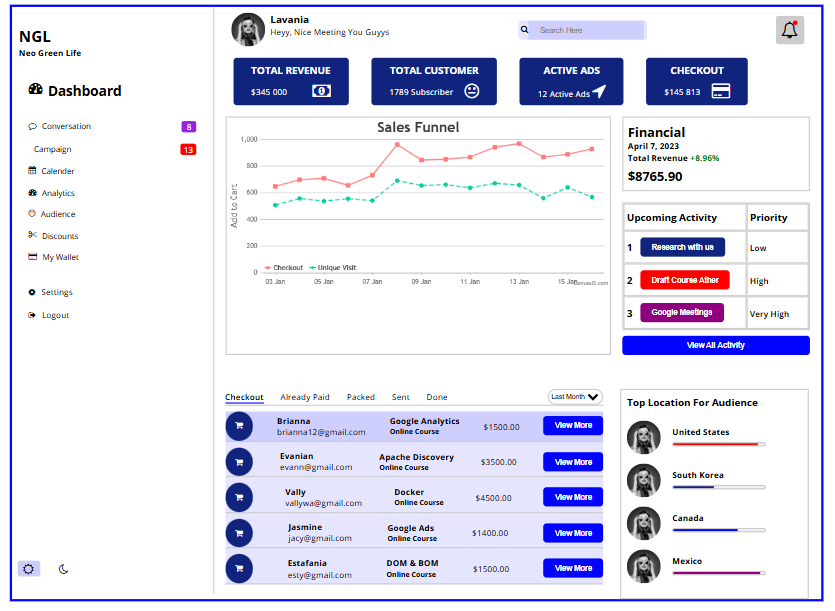 NGL
Neo Green Life
Dashboard
Conversation 8
Campaign 13
Calender
Analytics
Audience
Discounts
My Wallet
Settings
Logout
Lavania
Heyy, Nice Meeting You Guyys
Search Here
TOTAL REVENUE
$345 000
TOTAL CUSTOMER
1789 Subscriber
ACTIVE ADS
12 Active Ads
CHECKOUT
$145 813
Sales Funnel
Add to Cart
1,000
800
600
400
200
0
Checkout Unique Visit
03 Jan 05 Jan 07 Jan 09 Jan 11 Jan 13 Jan 15 Jan
CanvasJS.com
Financial
April 7, 2023
Total Revenue +8.96%
$8765.90
Upcoming Activity Priority
1 Research with us Low
2 Draft Course Ather High
3 Google Meetings Very High
View All Activity
Checkout Already Paid Packed Sent Done Last Month
Brianna Google Analytics
brianna12@gmail.com Online Course $1500.00 View More
Evanian Apache Discovery
evann@gmail.com Online Course $3500.00 View More
Vally Docker
vallywa@gmail.com Online Course $4500.00 View More
Jasmine Google Ads
jacy@gmail.com Online Course $1400.00 View More
Estafania DOM & BOM
esty@gmail.com Online Course $1500.00 View More
Top Location For Audience
United States
South Korea
Canada
Mexico